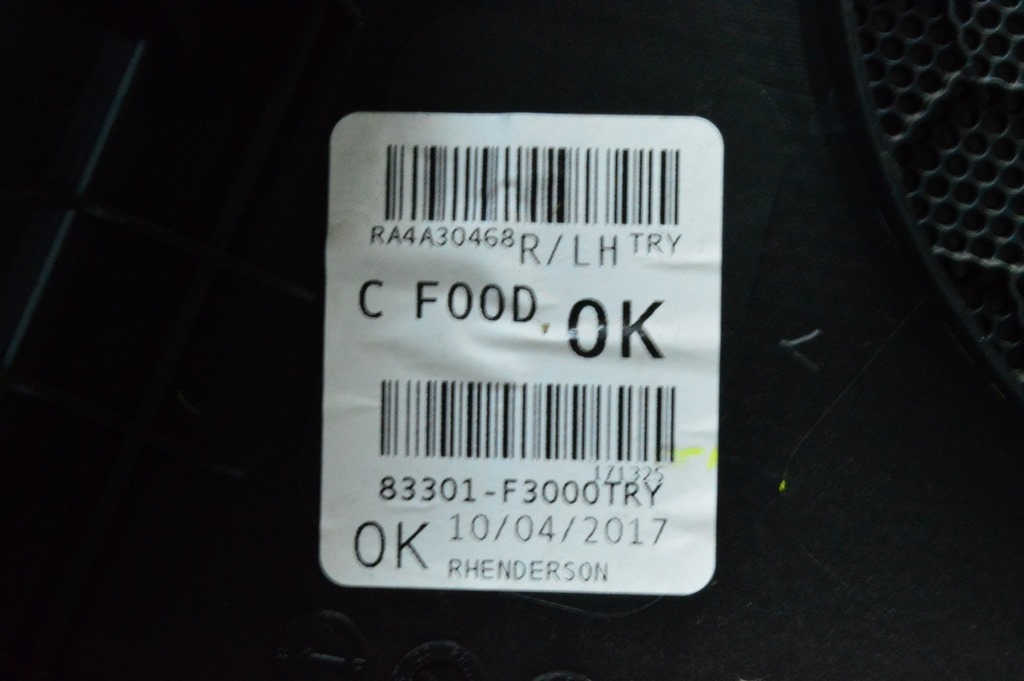 RA4A30468 R/LH TRY
C FOOD OK
171325
83301-F3000TRY
OK 10/04/2017
RHENDERSON